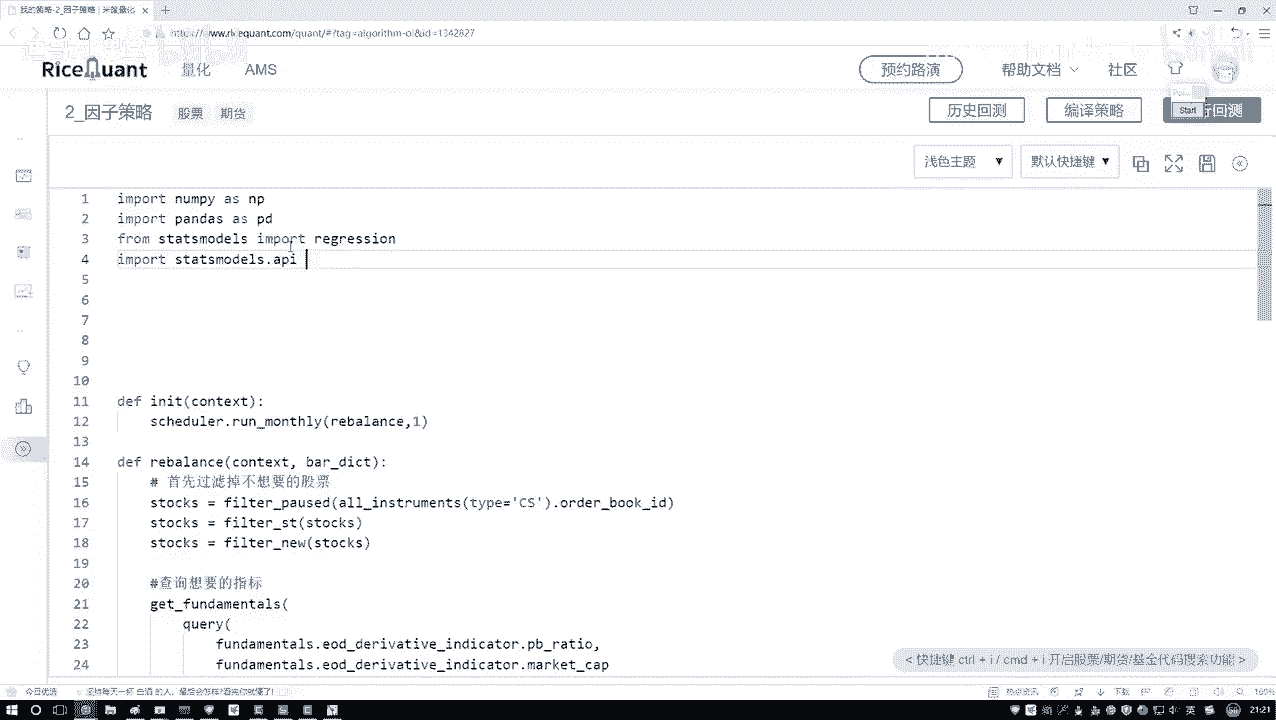 我的策略-2_因子策略 | 米筐量化
www.ricequant.com/quant/#?tag=algorithm-ol&id=1342827
RiceQuant 量化 AMS 预约路演 帮助文档 社区
2_因子策略 股票 期货 历史回测 编译策略 行回测
Start
浅色主题 默认快捷键
1 import numpy as np
2 import pandas as pd
3 from statsmodels import regression
4 import statsmodels.api
5
6
7
8
9
10
11 def init(context):
12 scheduler.run_monthly(rebalance,1)
13
14 def rebalance(context, bar_dict):
15 # 首先过滤掉不想要的股票
16 stocks = filter_paused(all_instruments(type='CS').order_book_id)
17 stocks = filter_st(stocks)
18 stocks = filter_new(stocks)
19
20 #查询想要的指标
21 get_fundamentals(
22 query(
23 fundamentals.eod_derivative_indicator.pb_ratio,
24 fundamentals.eod_derivative_indicator.market_cap
< 快捷键 ctrl + i / cmd + i 开启股票/期货/基金代码搜索功能 >
今日优选
下载 100%
英 21:21